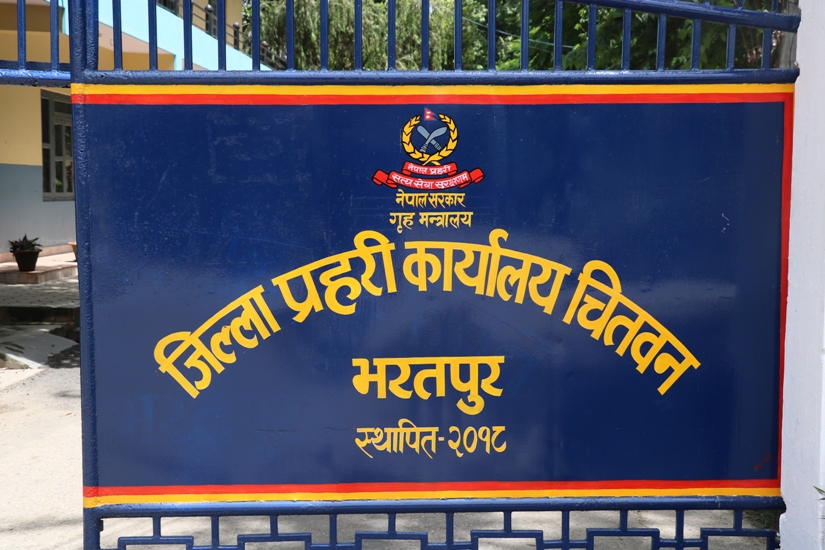 नेपाल प्रहरी
सत्य सेवा सुरक्षणम्
नेपाल सरकार
गृह मन्त्रालय
जिल्ला प्रहरी कार्यालय चितवन
भरतपुर
स्थापित-२०१८